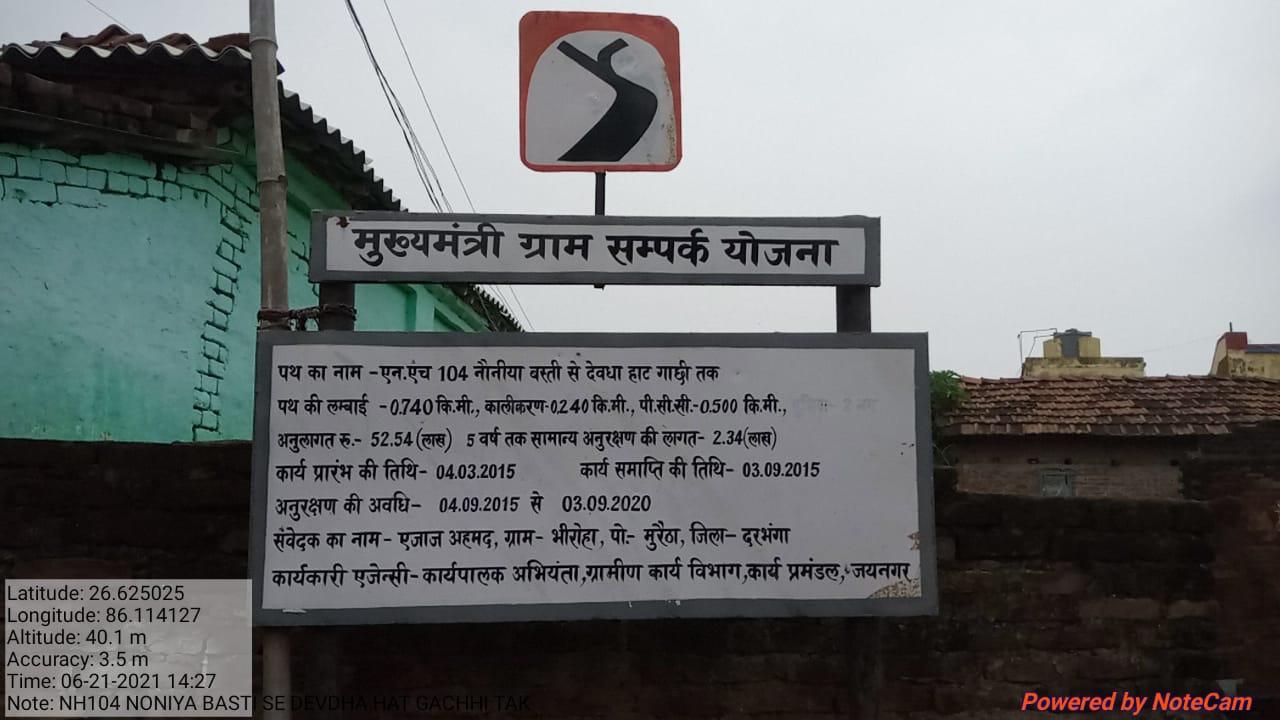 मुख्यमंत्री ग्राम सम्पर्क योजना
पथ का नाम -एन.एंच 104 नौनीया वस्ती से देवधा हाट गाछी तक
पथ की लम्बाई -0.740 कि.मी., कालीकरण-0.240 कि.मी., पी.सी.सी.-0.500 कि.मी.,
अनुलागत रु.- 52.54 (लाख) 5 वर्ष तक सामान्य अनुरक्षण की लागत- 2.34 (लाख)
कार्य प्रारंभ की तिथि- 04.03.2015 कार्य समाप्ति की तिथि- 03.09.2015
अनुरक्षण की अवधि- 04.09.2015 से 03.09.2020
संवेदक का नाम- एजाज अहमद, ग्राम- भीरोहा, पो:- मुरैठा, जिला- दरभंगा
कार्यकारी एजेन्सी-कार्यपालक अभियंता,ग्रामीण कार्य विभाग,कार्य प्रमंडल,-जयनगर
Latitude: 26.625025
Longitude: 86.114127
Altitude: 40.1 m
Accuracy: 3.5 m
Time: 06-21-2021 14:27
Note: NH104 NONIYA BASTI SE DEVDHA HAT GACHHI TAK
Powered by NoteCam